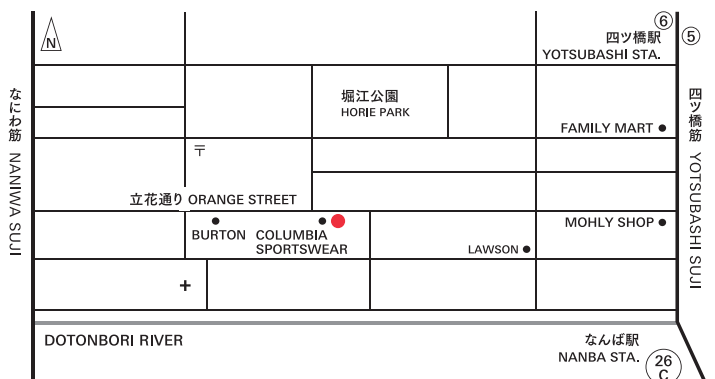 N
⑥
四ツ橋駅
⑤
YOTSUBASHI STA.
堀江公園
HORIE PARK
FAMILY MART
なにわ筋 NANIWA SUJI
四ツ橋筋 YOTSUBASHI SUJI
〒
立花通り ORANGE STREET
BURTON
COLUMBIA
SPORTSWEAR
MOHLY SHOP
LAWSON
DOTONBORI RIVER
なんば駅
NANBA STA.
26
C